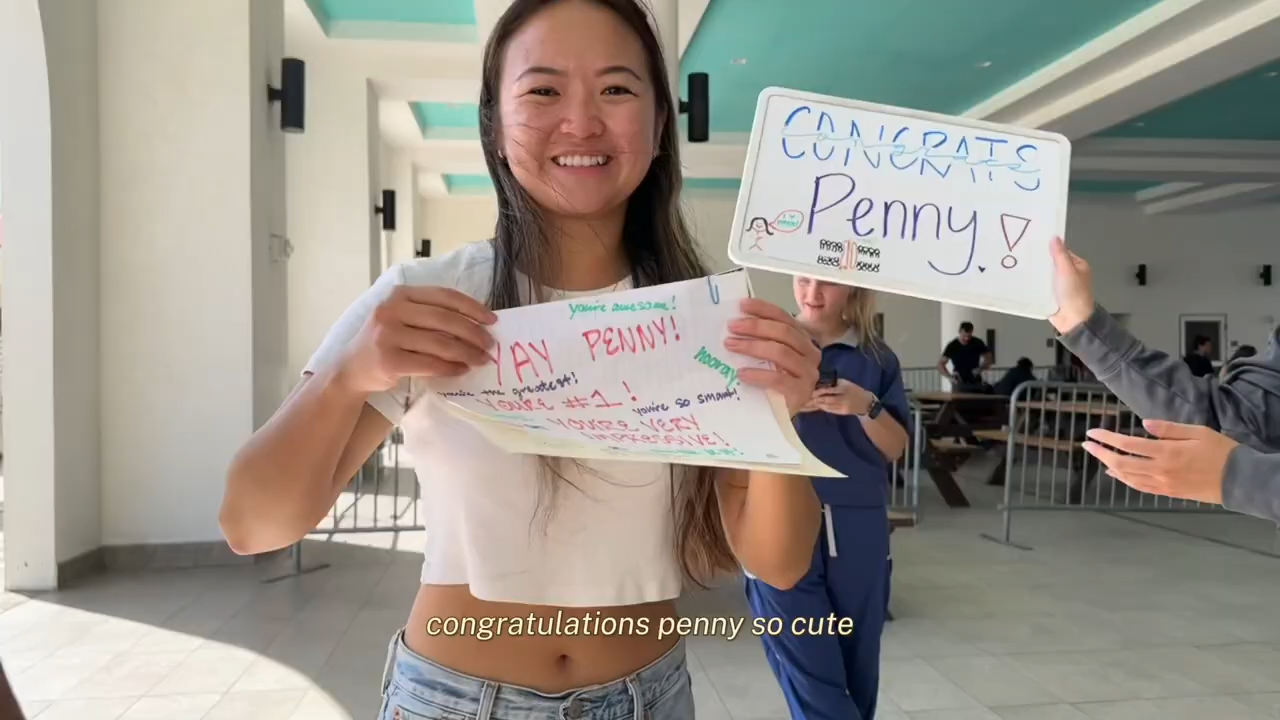 CONGRATS
Penny!
you're awesome!
YAY PENNY!
hooray!
you're the greatest!
you're #1!
you're so smart!
YOU'RE VERY
IMPRESSIVE!
congratulations penny so cute